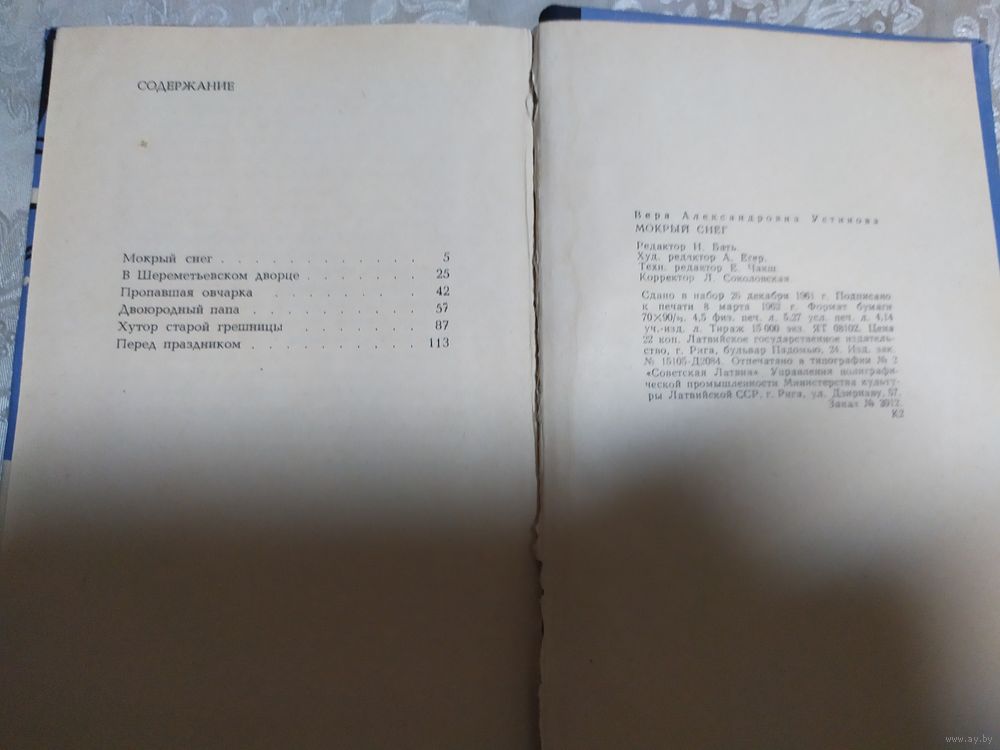 СОДЕРЖАНИЕ
Мокрый снег . . . . . . . . . . . . 5
В Шереметьевском дворце . . . . . . . 25
Пропавшая овчарка . . . . . . . . . 42
Двоюродный папа . . . . . . . . . . 57
Хутор старой грешницы . . . . . . . 87
Перед праздником . . . . . . . . . . 113
Вера Александровна Устинова
МОКРЫЙ СНЕГ
Редактор И. Бать.
Худ. редактор А. Егер.
Техн. редактор Е. Чакш.
Корректор Л. Соколовская.
Сдано в набор 26 декабря 1961 г. Подписано
к печати 8 марта 1962 г. Формат бумаги
70×90/₃₂. 4,5 физ. печ. л. 5,27 усл. печ. л. 4,14
уч.-изд. л. Тираж 15 000 экз. ЯТ 08102. Цена
22 коп. Латвийское государственное издатель-
ство, г. Рига, бульвар Падомью, 24. Изд. зак.
№ 15105-Д2084. Отпечатано в типографии № 2
«Советская Латвия» Управления полиграфи-
ческой промышленности Министерства культу-
ры Латвийской ССР, г. Рига, ул. Дзирнаву, 57.
Заказ № 2012.
К2
www.ay.by